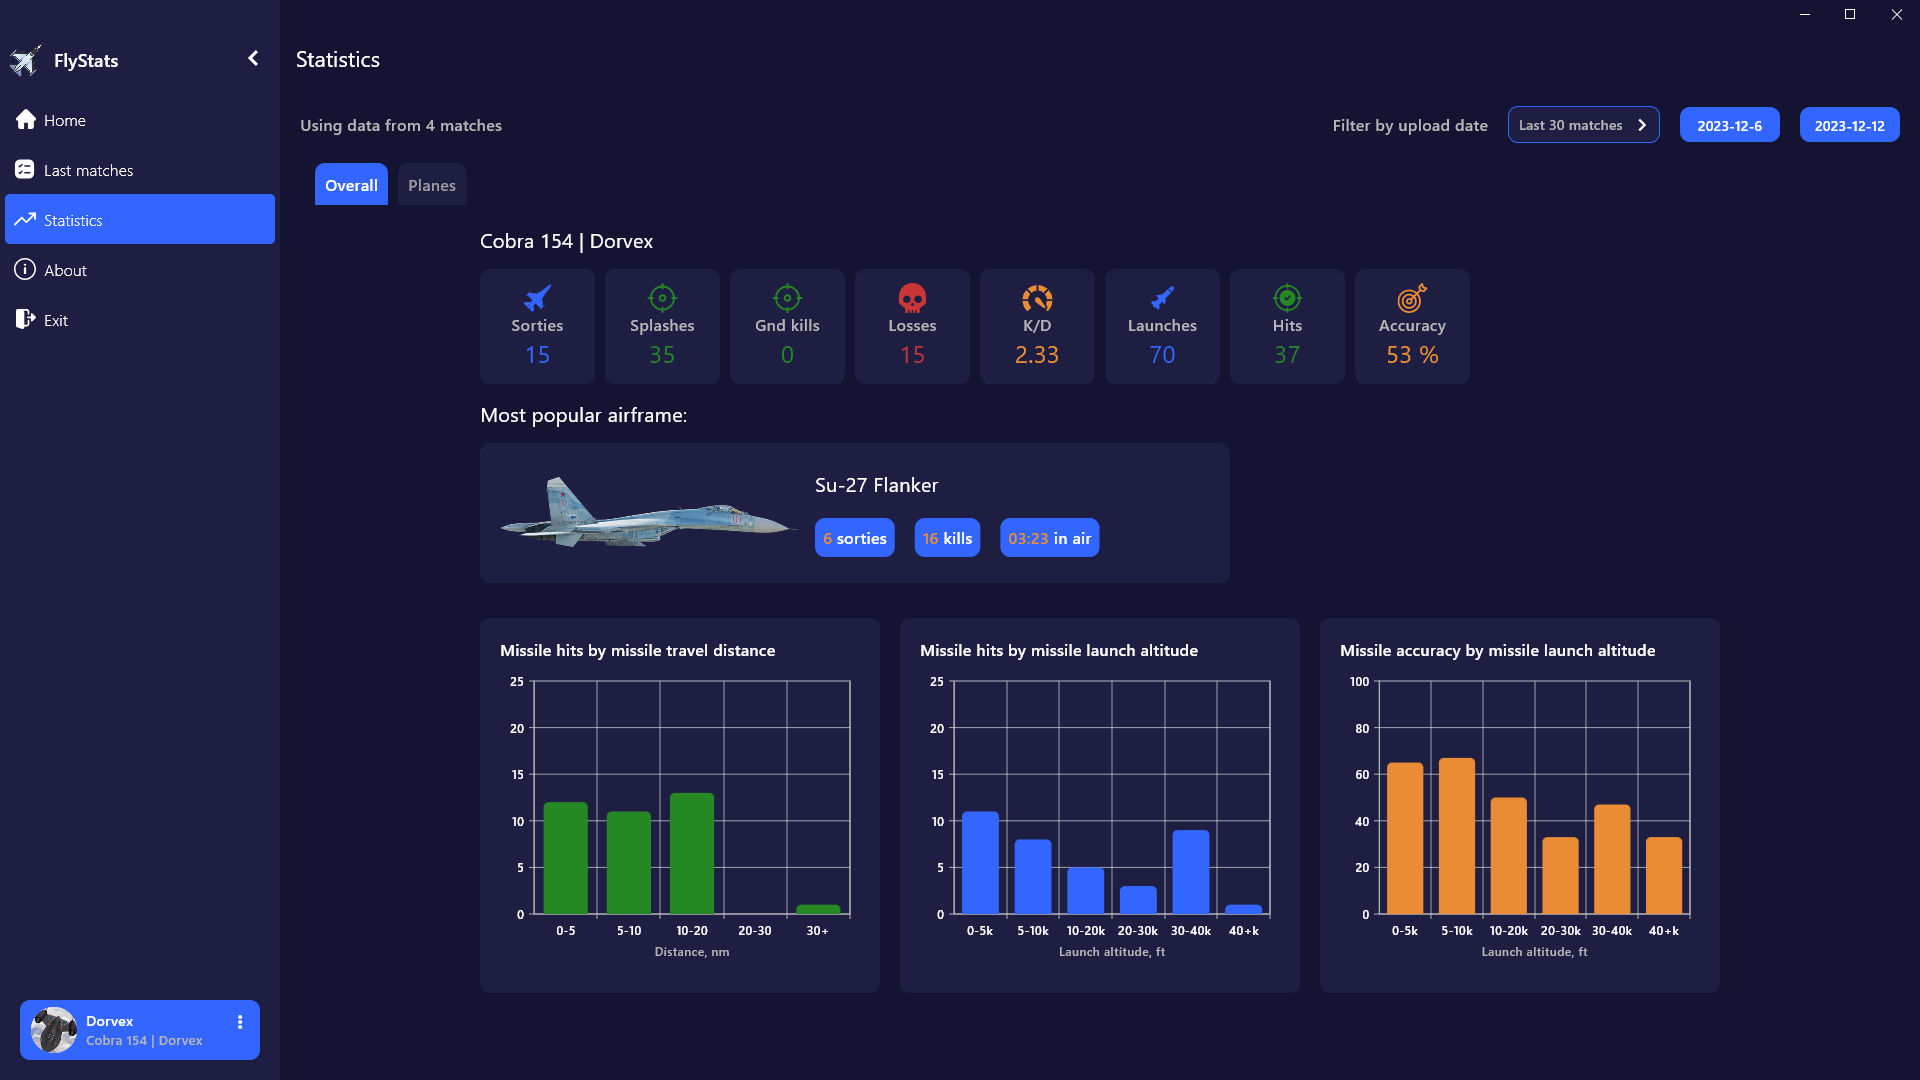 FlyStats
Home
Last matches
Statistics
About
Exit
Dorvex
Cobra 154 | Dorvex
Statistics
Using data from 4 matches
Filter by upload date
Last 30 matches
2023-12-6
2023-12-12
Overall
Planes
Cobra 154 | Dorvex
Sorties
15
Splashes
35
Gnd kills
0
Losses
15
K/D
2.33
Launches
70
Hits
37
Accuracy
53 %
Most popular airframe:
Su-27 Flanker
6 sorties
16 kills
03:23 in air
Missile hits by missile travel distance
25
20
15
10
5
0
0-5 5-10 10-20 20-30 30+
Distance, nm
Missile hits by missile launch altitude
25
20
15
10
5
0
0-5k 5-10k 10-20k 20-30k 30-40k 40+k
Launch altitude, ft
Missile accuracy by missile launch altitude
100
80
60
40
20
0
0-5k 5-10k 10-20k 20-30k 30-40k 40+k
Launch altitude, ft